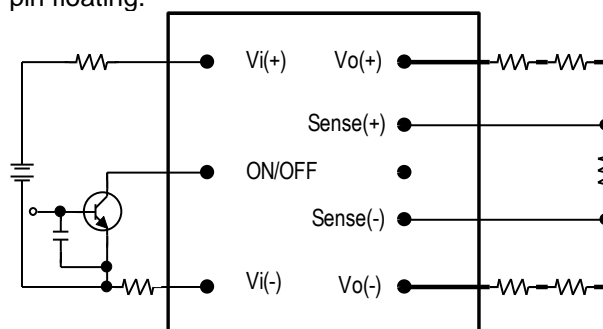 pin floating.
Vi(+) Vo(+)
Sense(+)
ON/OFF
Sense(-)
Vi(-) Vo(-)